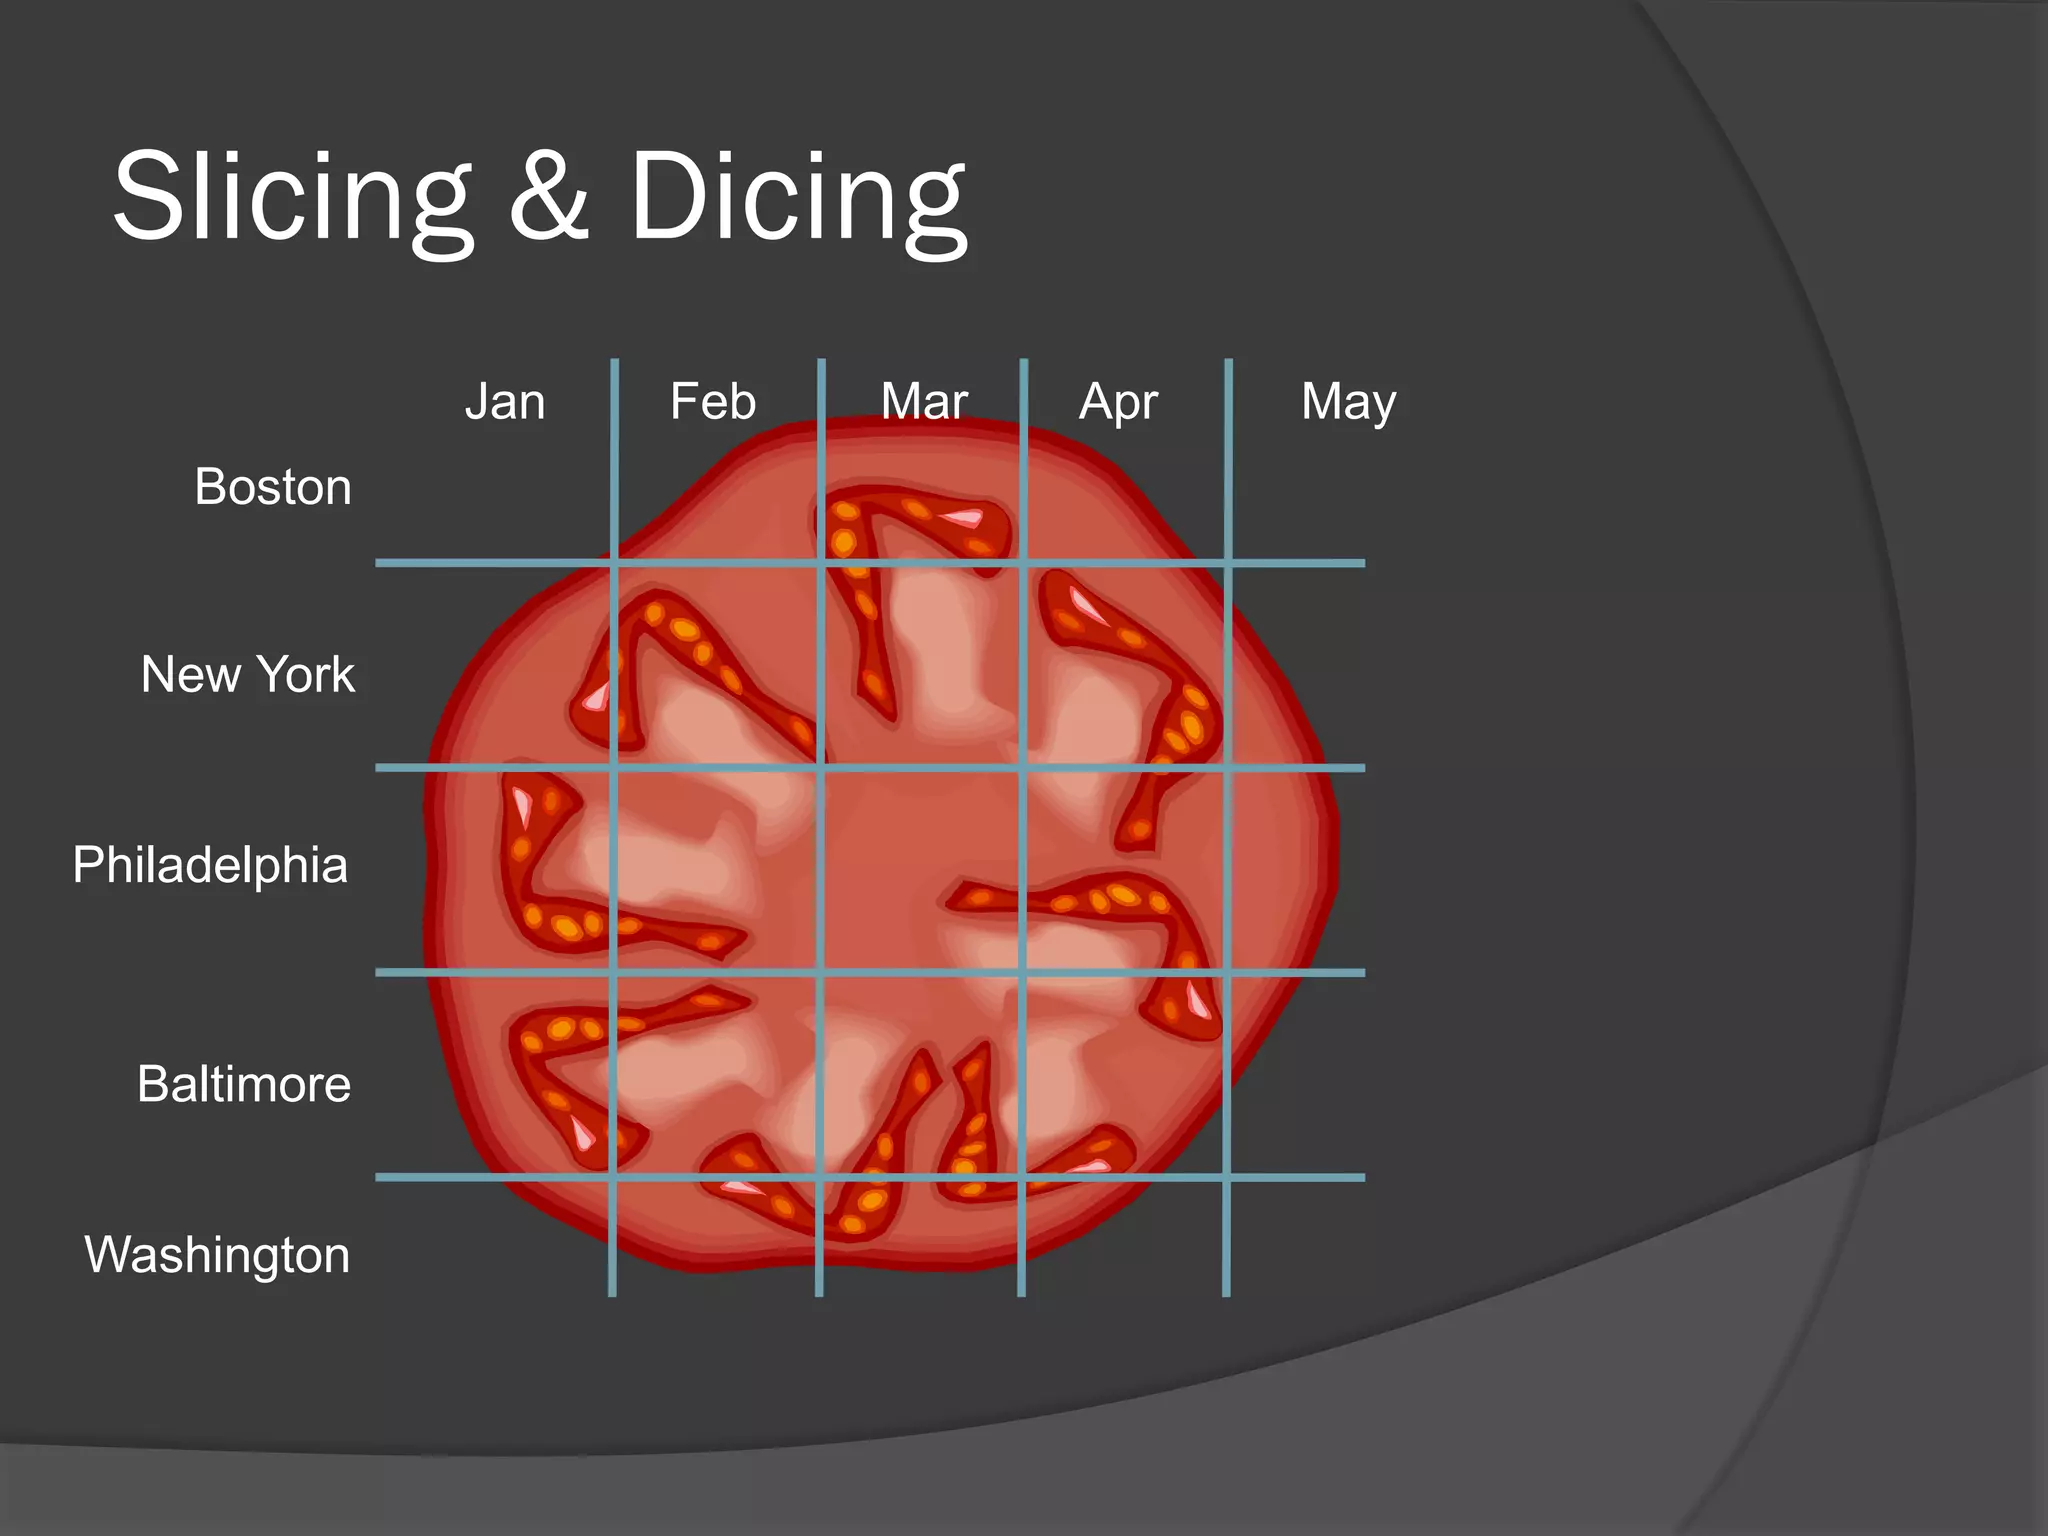 Slicing & Dicing
Jan Feb Mar Apr May
Boston
New York
Philadelphia
Baltimore
Washington